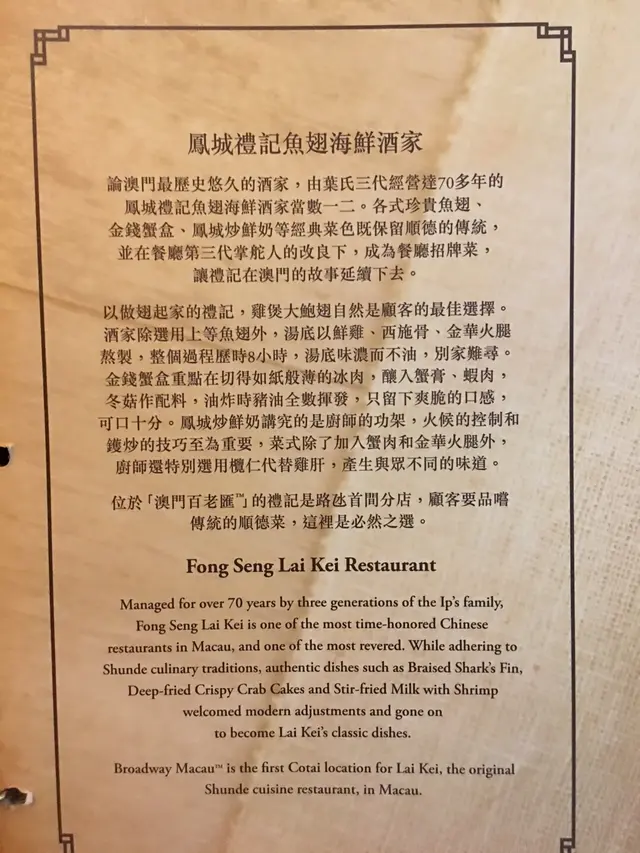 鳳城禮記魚翅海鮮酒家
論澳門最歷史悠久的酒家，由葉氏三代經營達70多年的
鳳城禮記魚翅海鮮酒家當數一二。各式珍貴魚翅、
金錢蟹盒、鳳城炒鮮奶等經典菜色既保留順德的傳統，
並在餐廳第三代掌舵人的改良下，成為餐廳招牌菜，
讓禮記在澳門的故事延續下去。
以做翅起家的禮記，雞煲大鮑翅自然是顧客的最佳選擇。
酒家除選用上等魚翅外，湯底以鮮雞、西施骨、金華火腿
熬製，整個過程歷時8小時，湯底味濃而不油，別家難尋。
金錢蟹盒重點在切得如紙般薄的冰肉，釀入蟹膏、蝦肉，
冬菇作配料，油炸時豬油全數揮發，只留下爽脆的口感，
可口十分。鳳城炒鮮奶講究的是廚師的功架，火候的控制和
鑊炒的技巧至為重要，菜式除了加入蟹肉和金華火腿外，
廚師還特別選用欖仁代替雞肝，產生與眾不同的味道。
位於「澳門百老匯™」的禮記是路氹首間分店，顧客要品嚐
傳統的順德菜，這裡是必然之選。
Fong Seng Lai Kei Restaurant
Managed for over 70 years by three generations of the Ip's family,
Fong Seng Lai Kei is one of the most time-honored Chinese
restaurants in Macau, and one of the most revered. While adhering to
Shunde culinary traditions, authentic dishes such as Braised Shark's Fin,
Deep-fried Crispy Crab Cakes and Stir-fried Milk with Shrimp
welcomed modern adjustments and gone on
to become Lai Kei's classic dishes.
Broadway Macau™ is the first Cotai location for Lai Kei, the original
Shunde cuisine restaurant, in Macau.